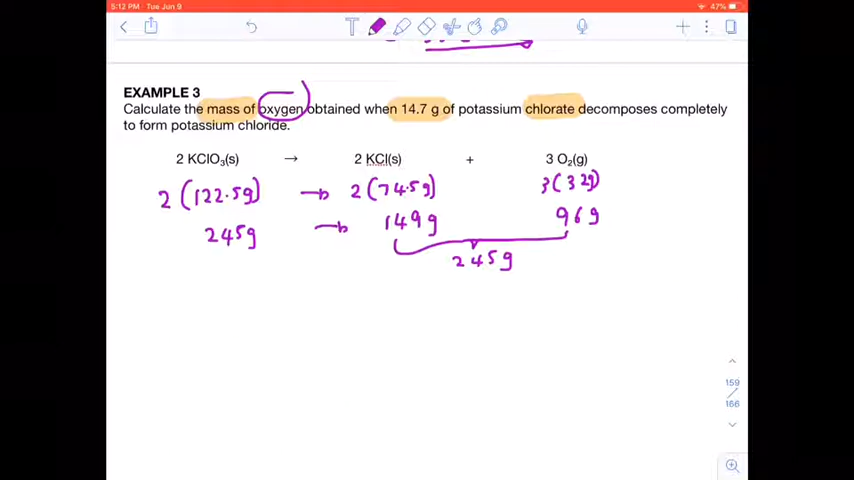 5:12 PM Tue Jun 9
47%
T
EXAMPLE 3
Calculate the mass of oxygen obtained when 14.7 g of potassium chlorate decomposes completely
to form potassium chloride.
2 KClO₃(s) → 2 KCl(s) + 3 O₂(g)
2 (122.5g) → 2 (74.5g) 3 (32g)
245g → 149g 96g
245g
159
166